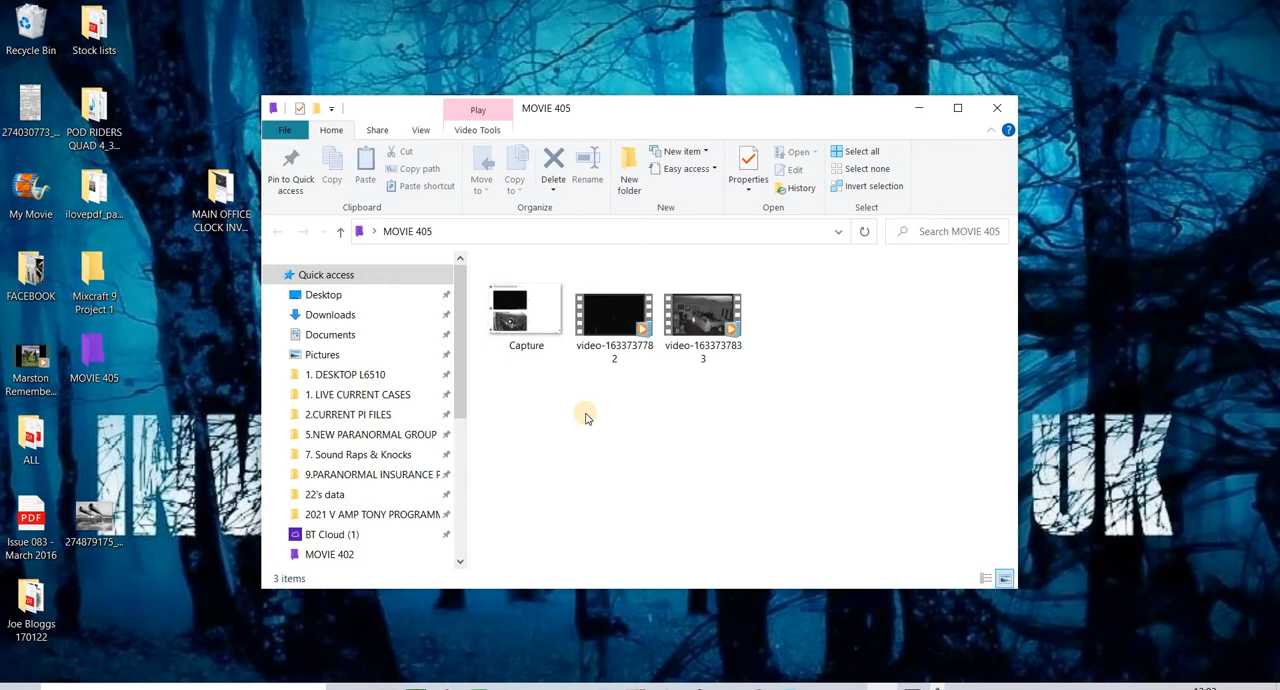 Recycle Bin
Stock lists
274030773_...
POD RIDERS
QUAD 4_3...
My Movie
ilovepdf_pa...
MAIN OFFICE
CLOCK INV...
FACEBOOK
Mixcraft 9
Project 1
Marston
Remembe...
MOVIE 405
ALL
PDF
Issue 083 -
March 2016
274879175_...
Joe Bloggs
170122
Play
MOVIE 405
File
Home
Share
View
Video Tools
Pin to Quick
access
Copy
Paste
Cut
Copy path
Paste shortcut
Clipboard
Move
to
Copy
to
Delete
Rename
Organize
New
folder
New item
Easy access
New
Properties
Open
Edit
History
Open
Select all
Select none
Invert selection
Select
MOVIE 405
Search MOVIE 405
Quick access
Desktop
Downloads
Documents
Pictures
1. DESKTOP L6510
1. LIVE CURRENT CASES
2.CURRENT PI FILES
5.NEW PARANORMAL GROUP
7. Sound Raps & Knocks
9.PARANORMAL INSURANCE F
22's data
2021 V AMP TONY PROGRAMM
BT Cloud (1)
MOVIE 402
Capture
video-163373778
2
video-163373783
3
3 items
UK